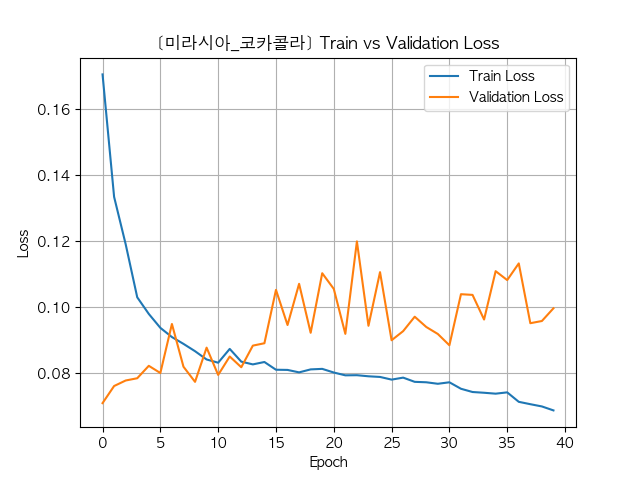 〔미라시아_코카콜라〕 Train vs Validation Loss
Train Loss
Validation Loss
0.16
0.14
0.12
0.10
0.08
Loss
0 5 10 15 20 25 30 35 40
Epoch